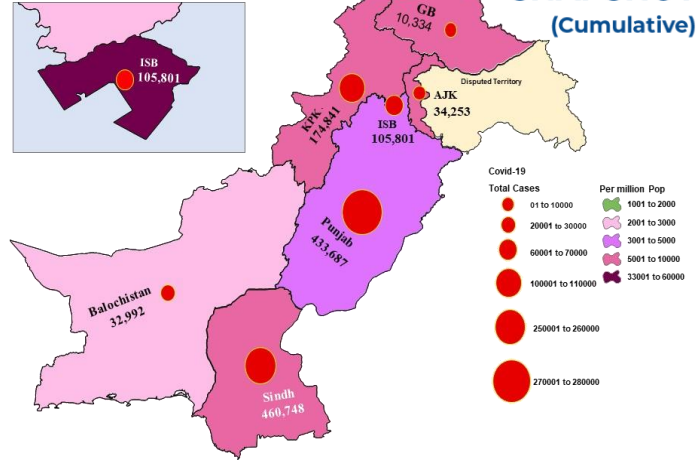 (Cumulative)
GB
10,334
ISB
105,801
Disputed Territory
AJK
34,253
KPK
174,841
ISB
105,801
Punjab
433,687
Balochistan
32,992
Sindh
460,748
Covid-19
Total Cases
01 to 10000
20001 to 30000
60001 to 70000
100001 to 110000
250001 to 260000
270001 to 280000
Per million Pop
1001 to 2000
2001 to 3000
3001 to 5000
5001 to 10000
33001 to 60000